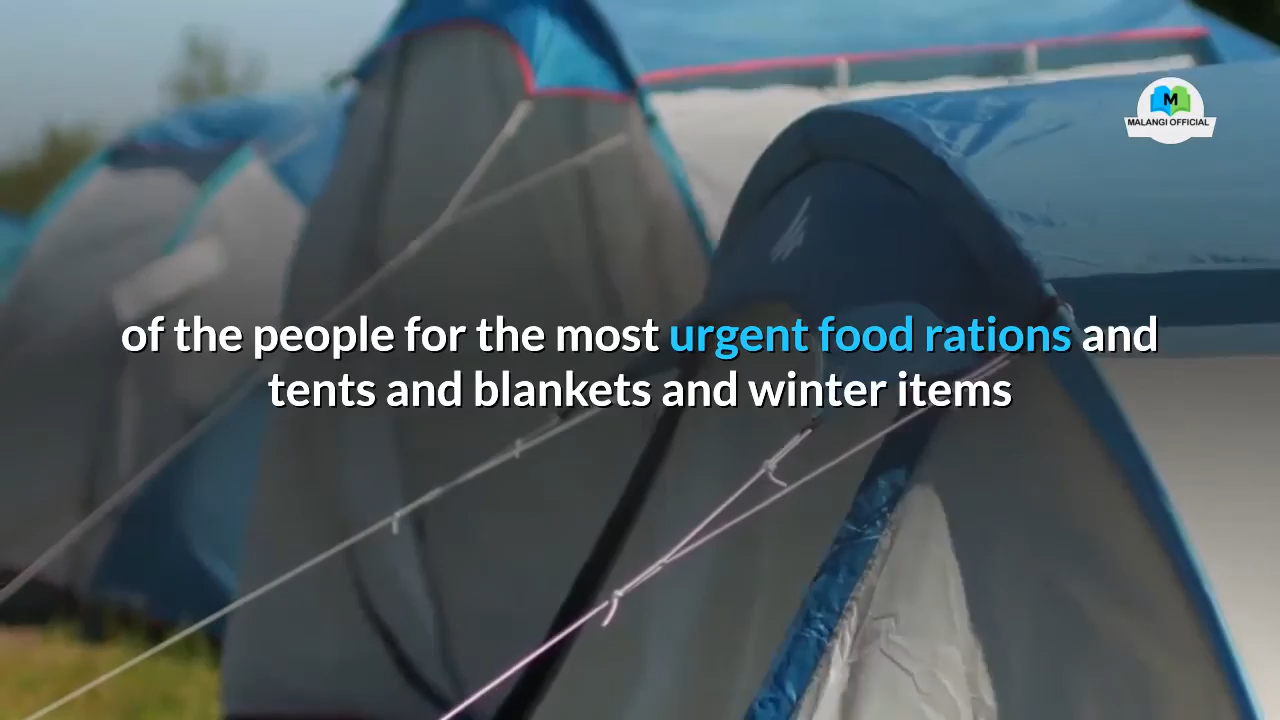 M
MALANGI OFFICIAL
of the people for the most urgent food rations and
tents and blankets and winter items